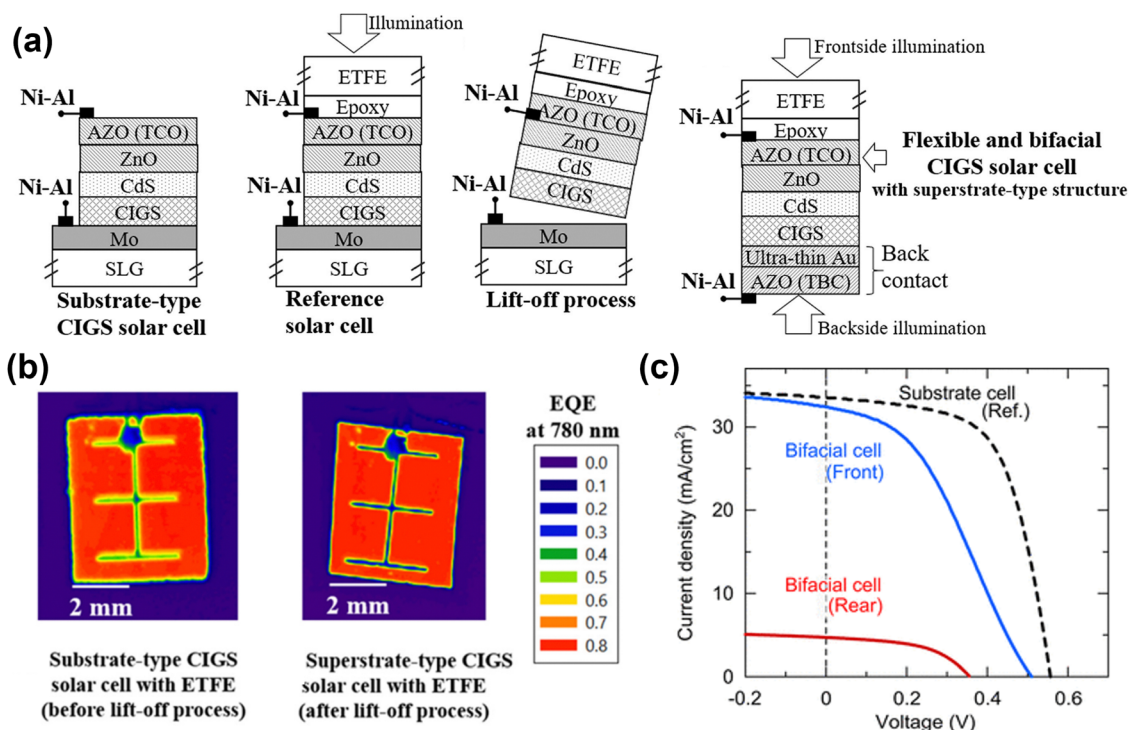 (a)
Ni-Al
AZO (TCO)
ZnO
CdS
Ni-Al
CIGS
Mo
SLG
Substrate-type
CIGS solar cell
Illumination
ETFE
Ni-Al
Epoxy
AZO (TCO)
ZnO
CdS
Ni-Al
CIGS
Mo
SLG
Reference
solar cell
ETFE
Epoxy
Ni-Al
AZO (TCO)
ZnO
CdS
CIGS
Ni-Al
Mo
SLG
Lift-off process
Frontside illumination
ETFE
Ni-Al
Epoxy
AZO (TCO)
ZnO
CdS
CIGS
Ultra-thin Au
AZO (TBC)
Ni-Al
Back
contact
Backside illumination
Flexible and bifacial
CIGS solar cell
with superstrate-type structure
(b)
2 mm
Substrate-type CIGS
solar cell with ETFE
(before lift-off process)
2 mm
Superstrate-type CIGS
solar cell with ETFE
(after lift-off process)
EQE
at 780 nm
0.0
0.1
0.2
0.3
0.4
0.5
0.6
0.7
0.8
(c)
Current density (mA/cm²)
30
20
10
0
Substrate cell
(Ref.)
Bifacial cell
(Front)
Bifacial cell
(Rear)
-0.2 0 0.2 0.4 0.6
Voltage (V)